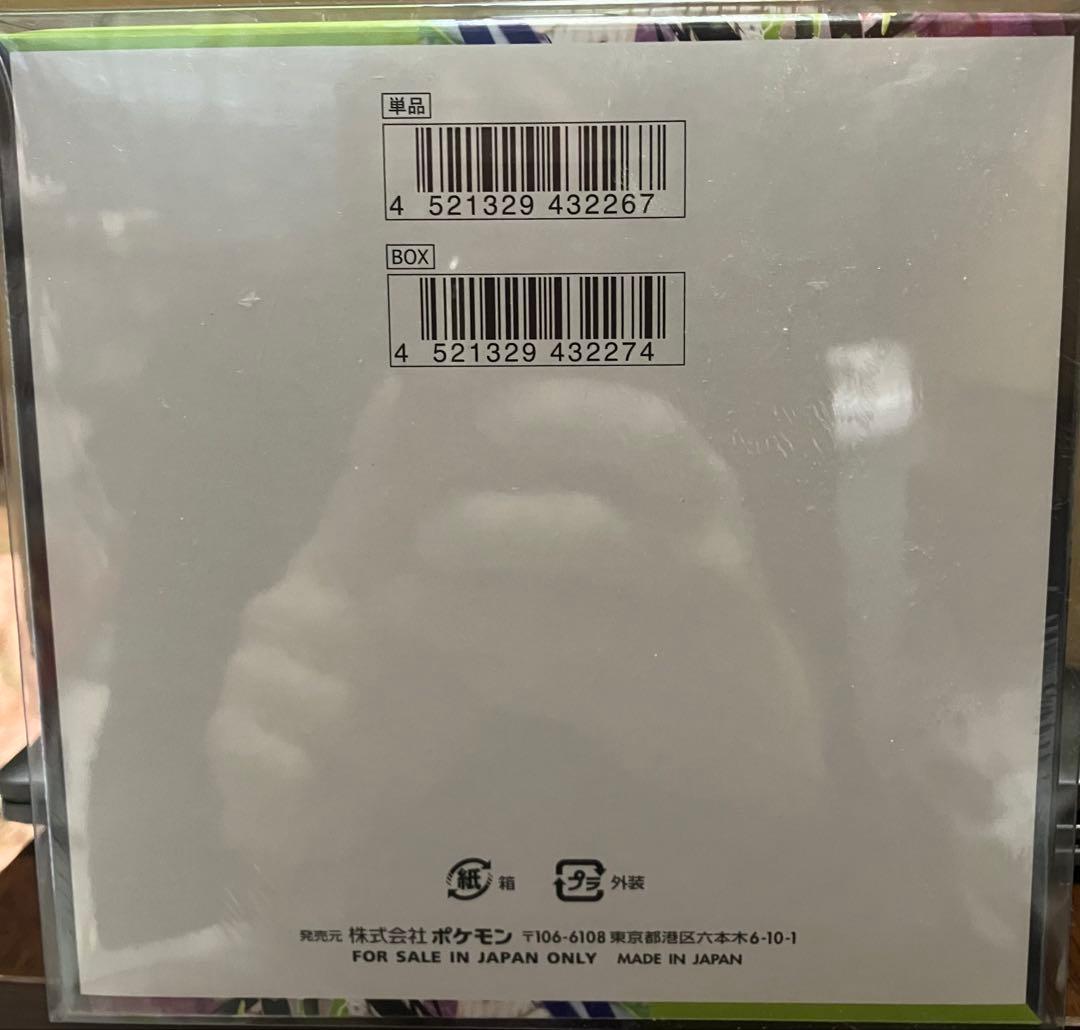 単品
4 521329 432267
BOX
4 521329 432274
紙 箱 プラ 外装
発売元 株式会社 ポケモン 〒106-6108 東京都港区六本木6-10-1
FOR SALE IN JAPAN ONLY MADE IN JAPAN